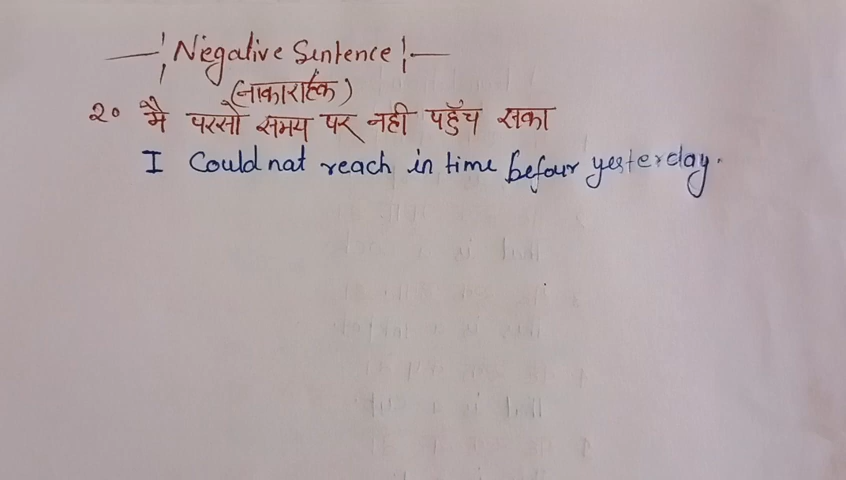 Negative Sentence
(नाकारात्मक)
२० मै परसो समय पर नही पहुँच सका
I Could nat reach in time befour yesterday.